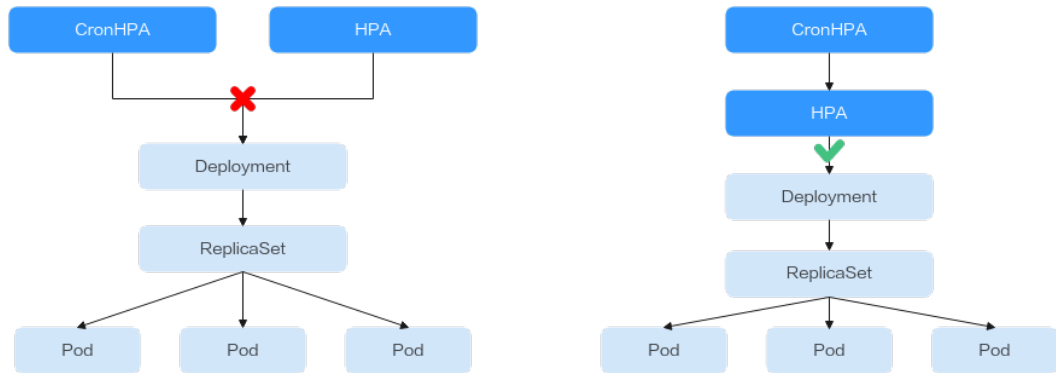 CronHPA
HPA
Deployment
ReplicaSet
Pod
Pod
Pod
CronHPA
HPA
Deployment
ReplicaSet
Pod
Pod
Pod